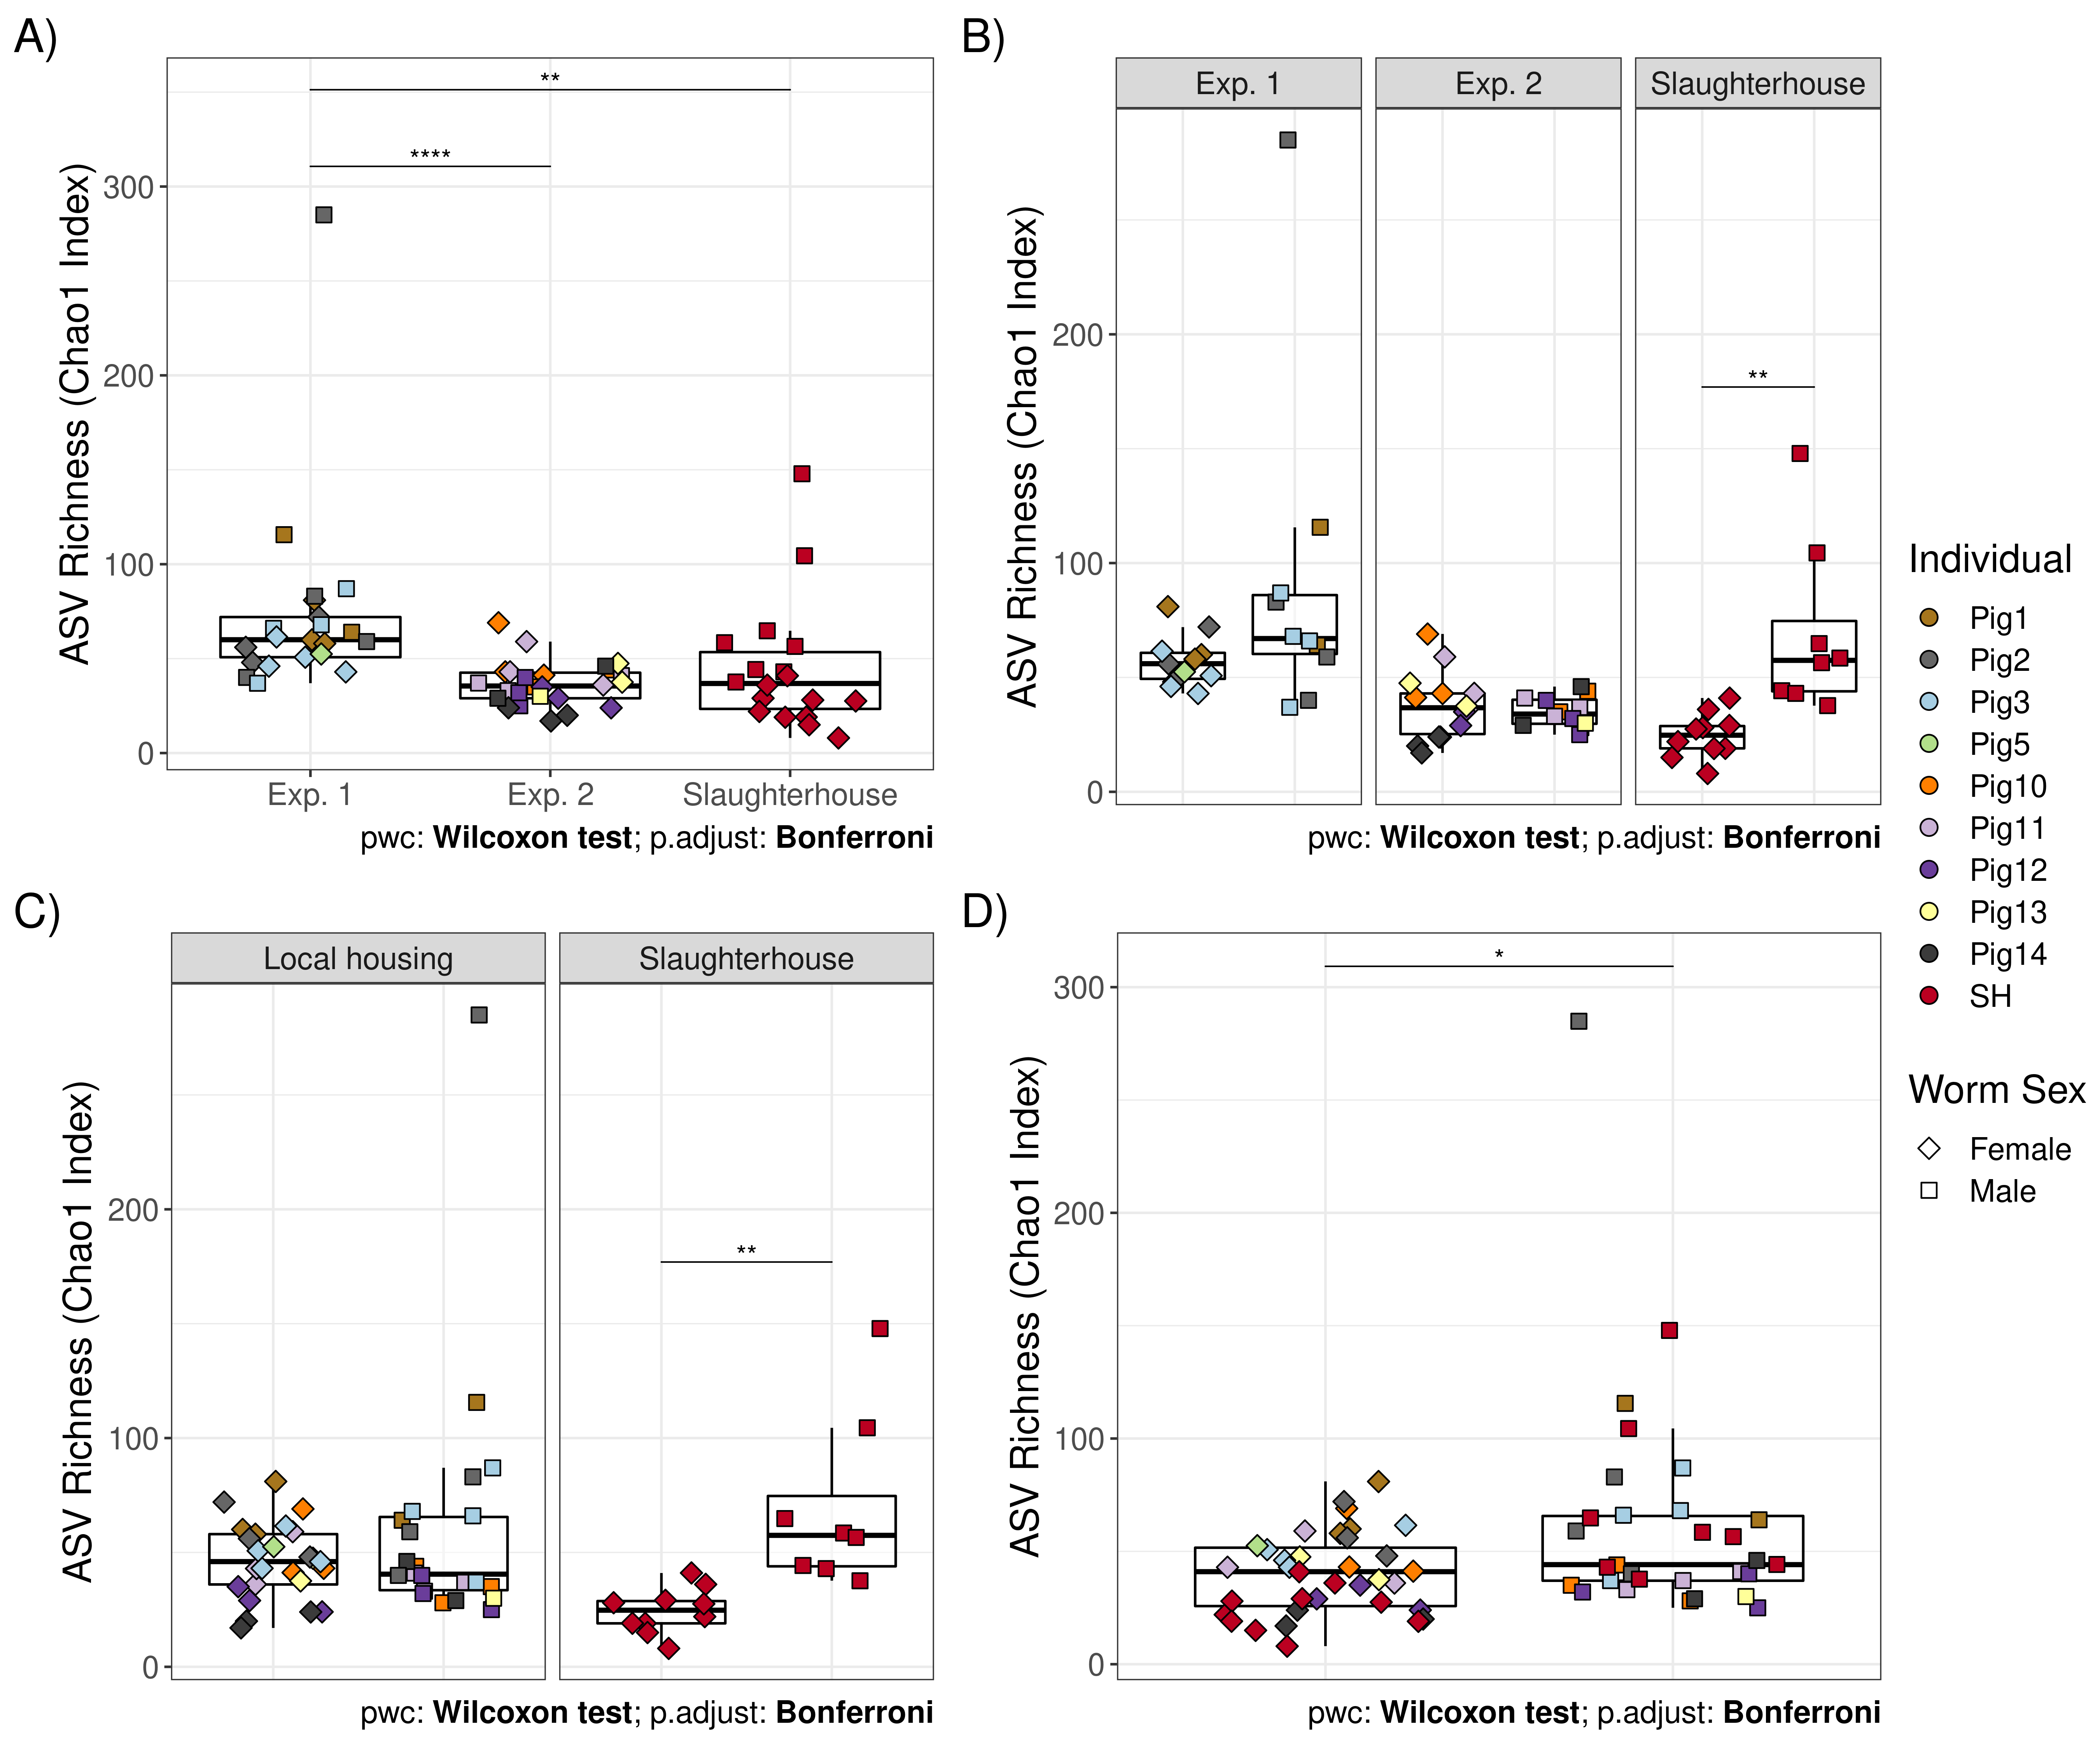 A)
ASV Richness (Chao1 Index)
300
200
100
0
**
****
Exp. 1
Exp. 2
Slaughterhouse
pwc: Wilcoxon test; p.adjust: Bonferroni
B)
Exp. 1
Exp. 2
Slaughterhouse
ASV Richness (Chao1 Index)
200
100
0
**
pwc: Wilcoxon test; p.adjust: Bonferroni
C)
Local housing
Slaughterhouse
ASV Richness (Chao1 Index)
200
100
0
**
pwc: Wilcoxon test; p.adjust: Bonferroni
D)
ASV Richness (Chao1 Index)
300
200
100
0
*
pwc: Wilcoxon test; p.adjust: Bonferroni
Individual
Pig1
Pig2
Pig3
Pig5
Pig10
Pig11
Pig12
Pig13
Pig14
SH
Worm Sex
Female
Male